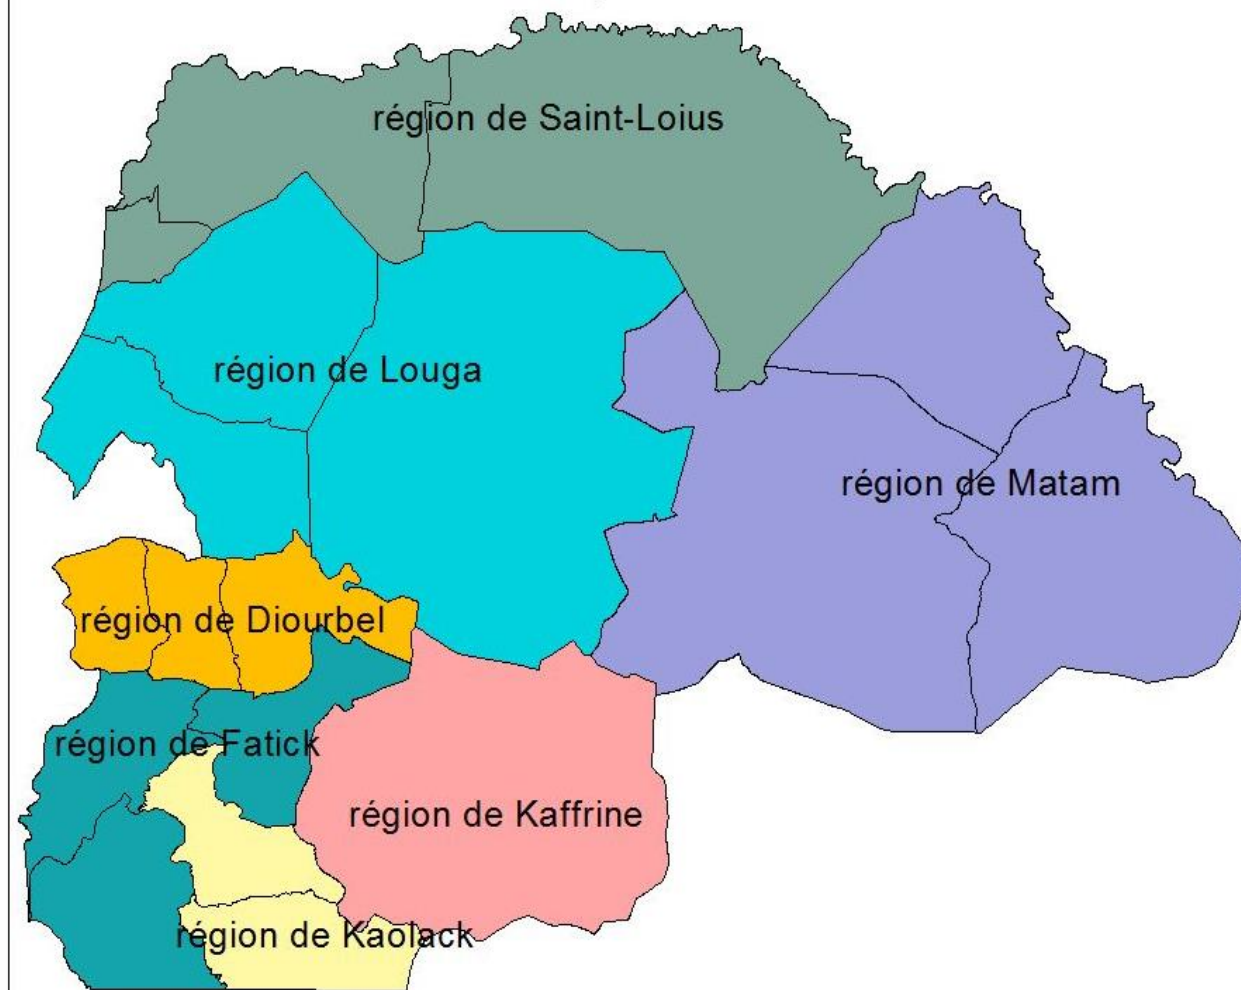 région de Saint-Loius
région de Louga
région de Matam
région de Diourbel
région de Fatick
région de Kaffrine
région de Kaolack